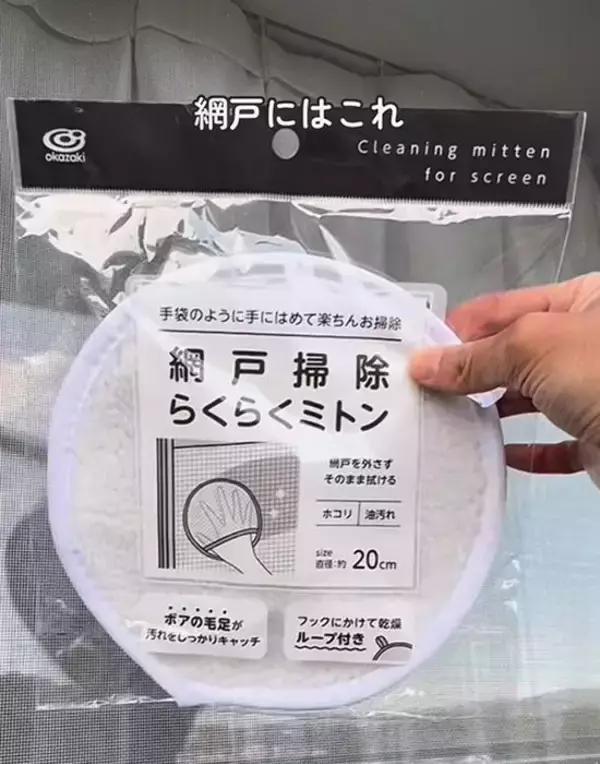 網戸にはこれ
okazaki
Cleaning mitten
for screen
手袋のように手にはめて楽ちんお掃除
網戸掃除
らくらくミトン
網戸を外さず
そのまま拭ける
ホコリ 油汚れ
size
直径:約 20cm
ボアの毛足が
汚れをしっかりキャッチ
フックにかけて乾燥
ループ付き